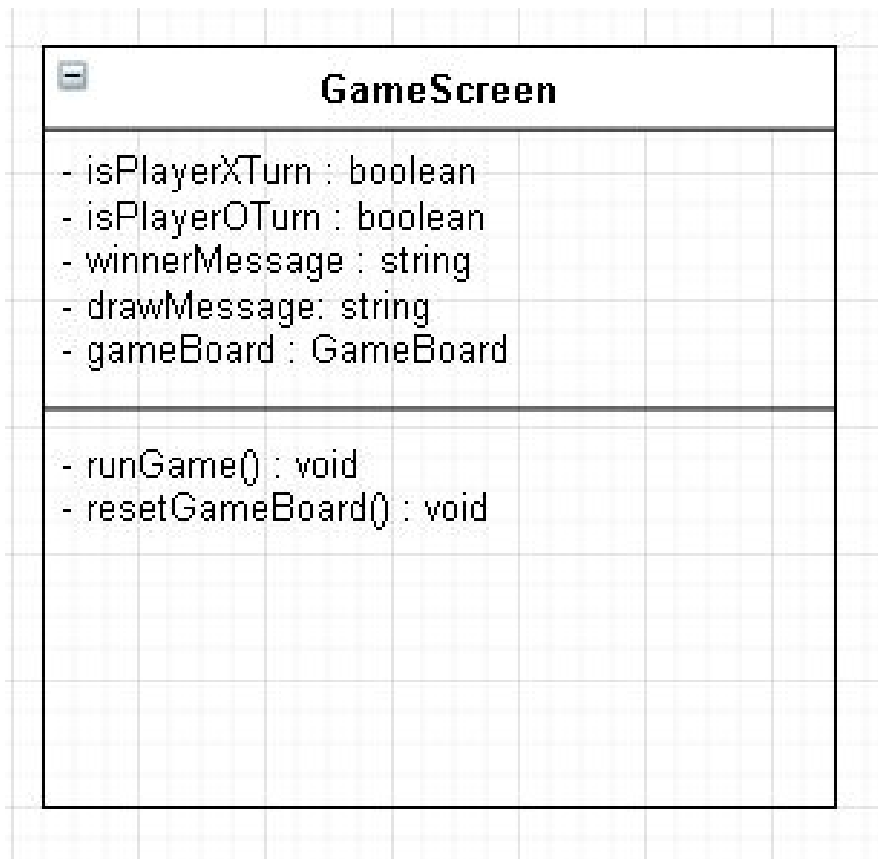 GameScreen
- isPlayerXTurn : boolean
- isPlayerOTurn : boolean
- winnerMessage : string
- drawMessage: string
- gameBoard : GameBoard
- runGame() : void
- resetGameBoard() : void